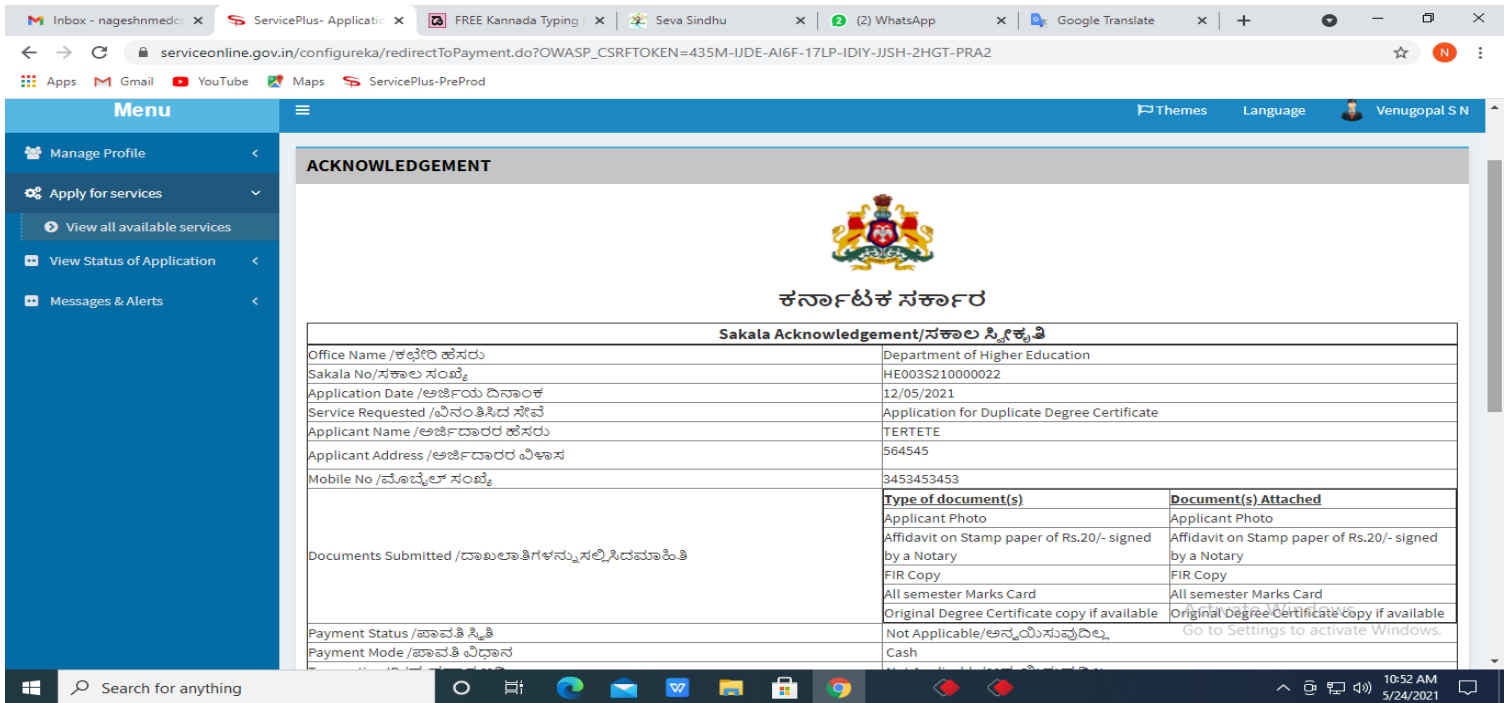 Inbox - nageshnmedcs
ServicePlus- Applicatio
FREE Kannada Typing |
Seva Sindhu
2 (2) WhatsApp
Google Translate
serviceonline.gov.in/configureka/redirectToPayment.do?OWASP_CSRFTOKEN=435M-IJDE-AI6F-17LP-IDIY-JJSH-2HGT-PRA2
N
Apps Gmail YouTube Maps ServicePlus-PreProd
Menu
Themes Language Venugopal S N
Manage Profile
Apply for services
View all available services
View Status of Application
Messages & Alerts
ACKNOWLEDGEMENT
ಕರ್ನಾಟಕ ಸರ್ಕಾರ
Sakala Acknowledgement/ಸಕಾಲ ಸ್ವೀಕೃತಿ
Office Name /ಕಛೇರಿ ಹೆಸರು Department of Higher Education
Sakala No/ಸಕಾಲ ಸಂಖ್ಯೆ HE003S210000022
Application Date /ಅರ್ಜಿಯ ದಿನಾಂಕ 12/05/2021
Service Requested /ವಿನಂತಿಸಿದ ಸೇವೆ Application for Duplicate Degree Certificate
Applicant Name /ಅರ್ಜಿದಾರರ ಹೆಸರು TERTETE
Applicant Address /ಅರ್ಜಿದಾರರ ವಿಳಾಸ 564545
Mobile No /ಮೊಬೈಲ್ ಸಂಖ್ಯೆ 3453453453
Documents Submitted /ದಾಖಲಾತಿಗಳನ್ನು ಸಲ್ಲಿಸಿದಮಾಹಿತಿ
Type of document(s) Document(s) Attached
Applicant Photo Applicant Photo
Affidavit on Stamp paper of Rs.20/- signed Affidavit on Stamp paper of Rs.20/- signed
by a Notary by a Notary
FIR Copy FIR Copy
All semester Marks Card All semester Marks Card
Original Degree Certificate copy if available Original Degree Certificate copy if available
Payment Status /ಪಾವತಿ ಸ್ಥಿತಿ Not Applicable/ಅನ್ವಯಿಸುವುದಿಲ್ಲ
Payment Mode /ಪಾವತಿ ವಿಧಾನ Cash
Activate Windows
Go to Settings to activate Windows.
Search for anything
10:52 AM
5/24/2021